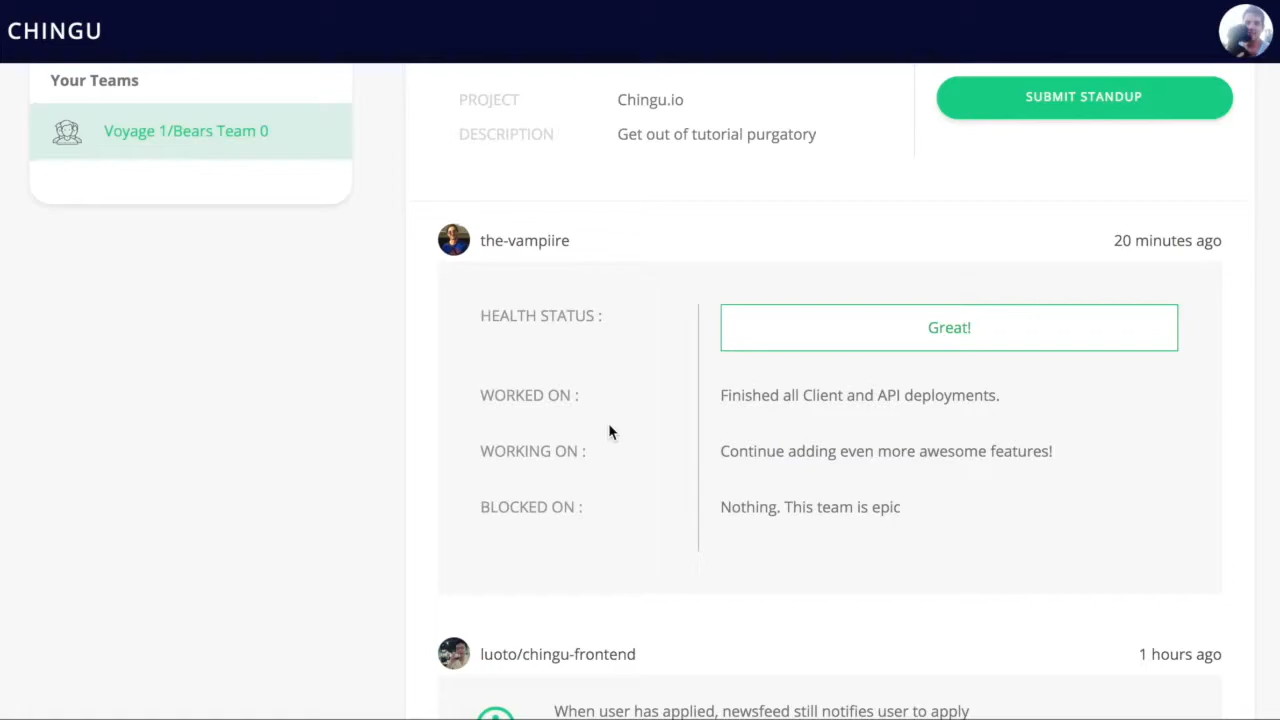 CHINGU
Your Teams
Voyage 1/Bears Team 0
PROJECT Chingu.io
DESCRIPTION Get out of tutorial purgatory
SUBMIT STANDUP
the-vampiire 20 minutes ago
HEALTH STATUS : Great!
WORKED ON : Finished all Client and API deployments.
WORKING ON : Continue adding even more awesome features!
BLOCKED ON : Nothing. This team is epic
luoto/chingu-frontend 1 hours ago
When user has applied, newsfeed still notifies user to apply